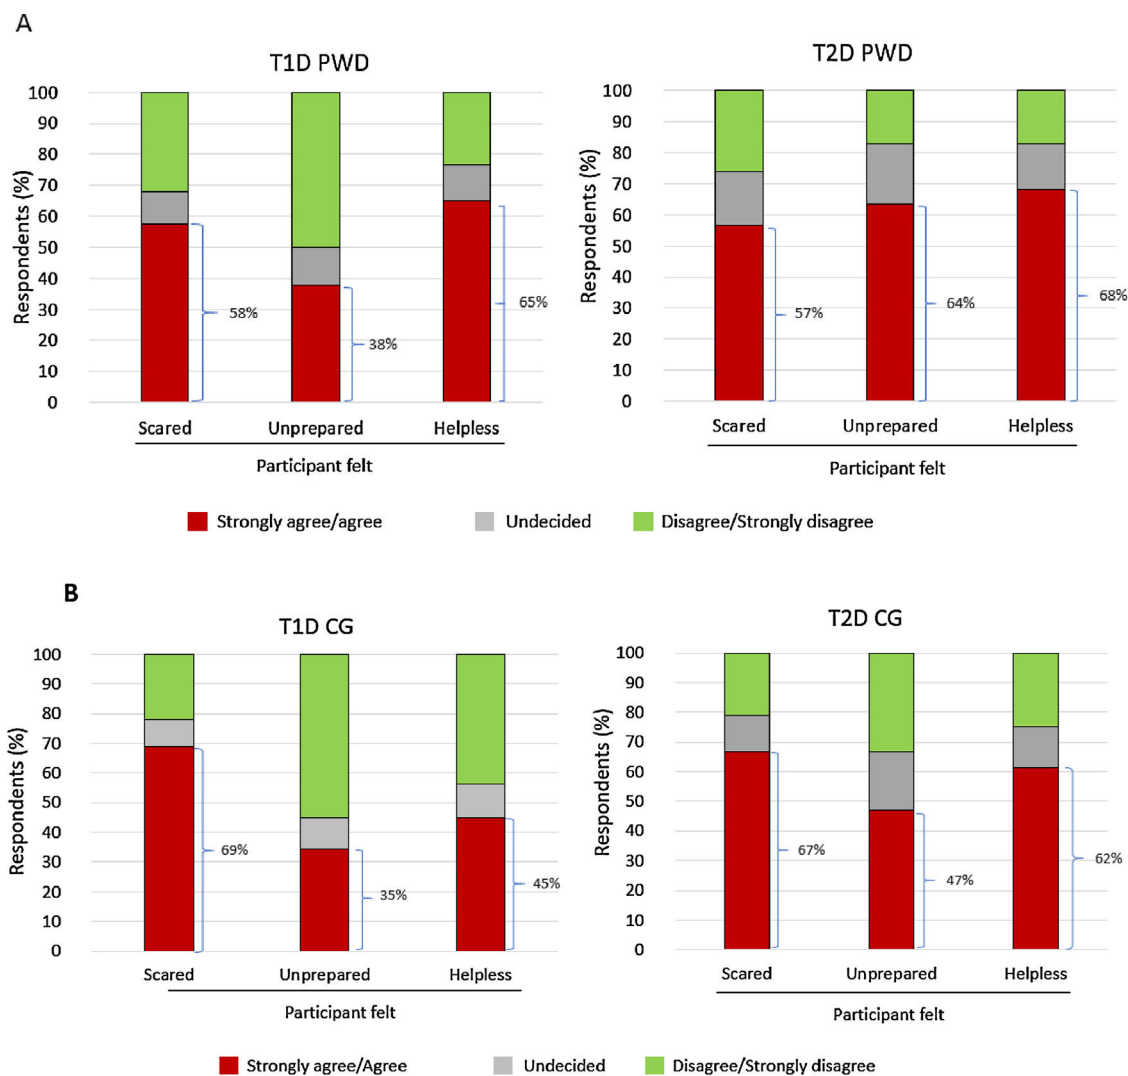 A
T1D PWD
Respondents (%)
100
90
80
70
60
50
40
30
20
10
0
58%
38%
65%
Scared Unprepared Helpless
Participant felt
T2D PWD
Respondents (%)
100
90
80
70
60
50
40
30
20
10
0
57%
64%
68%
Scared Unprepared Helpless
Participant felt
Strongly agree/agree Undecided Disagree/Strongly disagree
B
T1D CG
Respondents (%)
100
90
80
70
60
50
40
30
20
10
0
69%
35%
45%
Scared Unprepared Helpless
Participant felt
T2D CG
Respondents (%)
100
90
80
70
60
50
40
30
20
10
0
67%
47%
62%
Scared Unprepared Helpless
Participant felt
Strongly agree/Agree Undecided Disagree/Strongly disagree